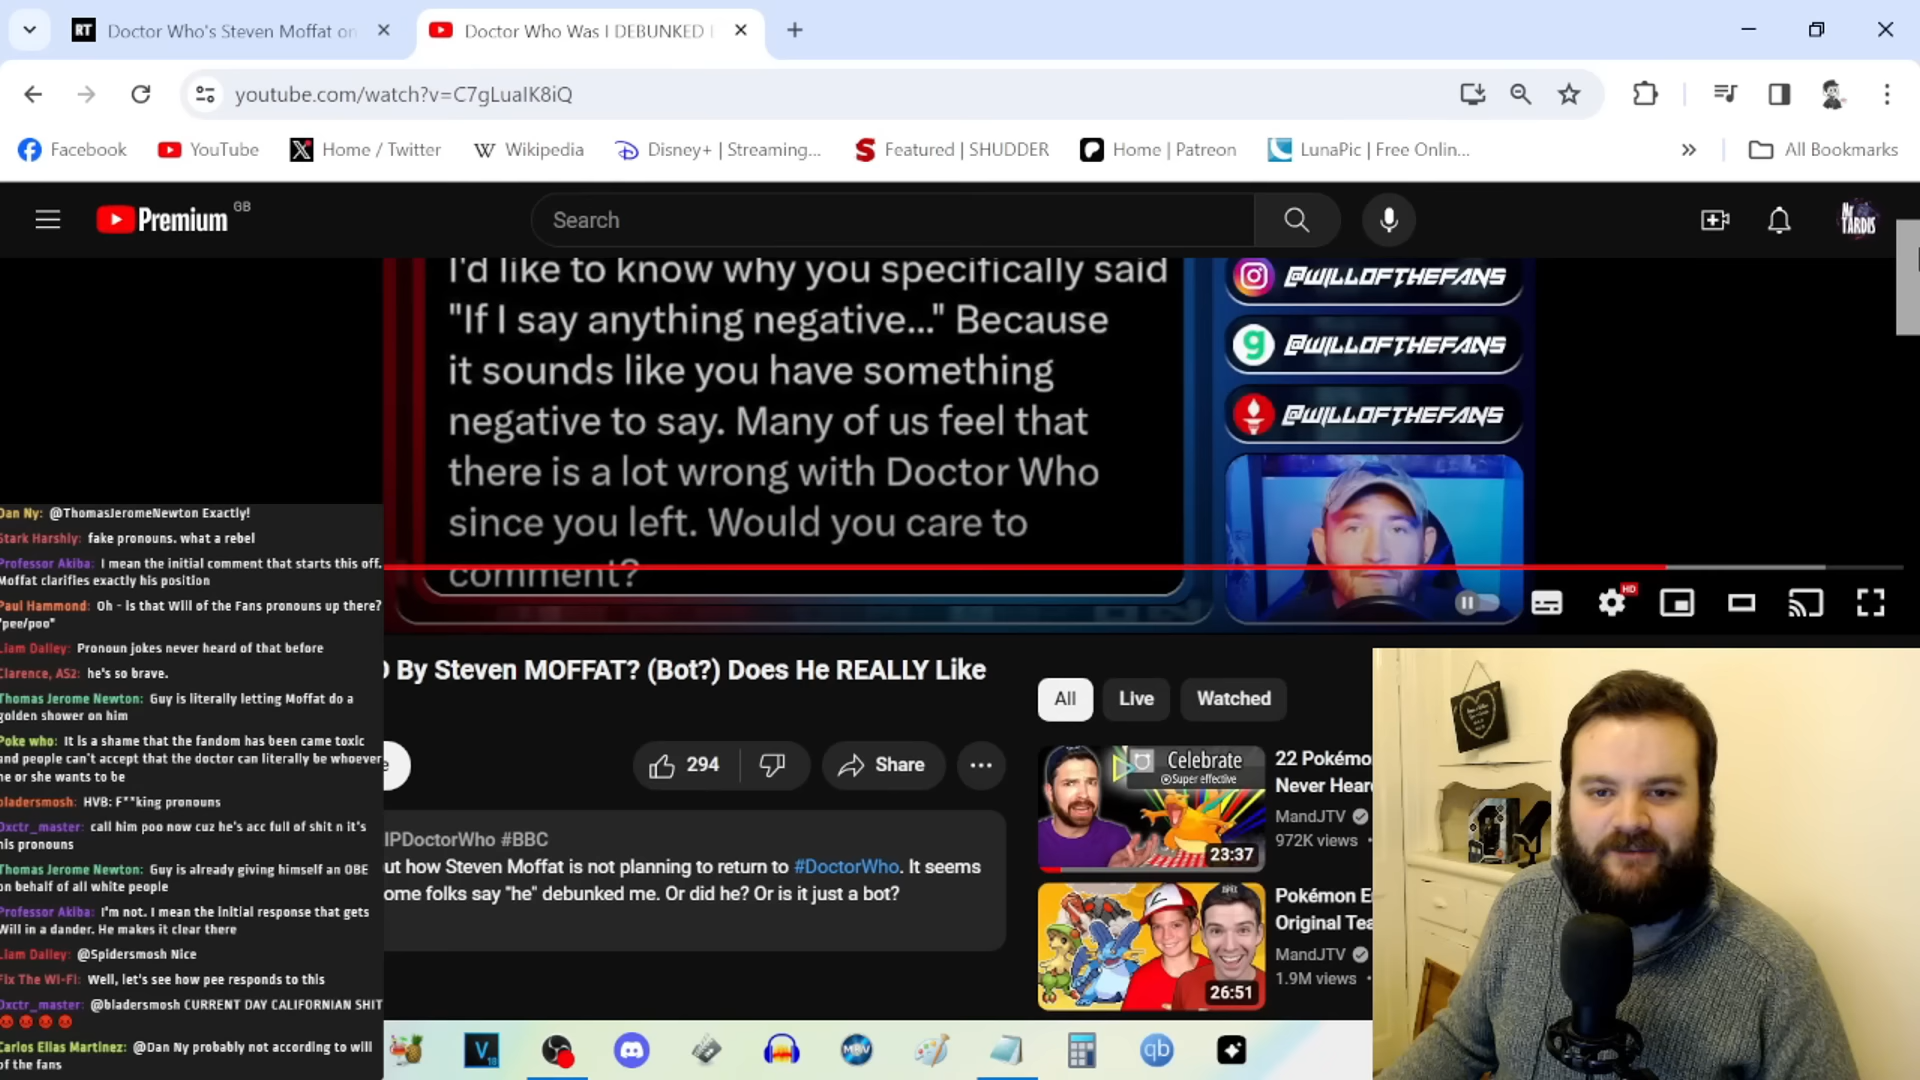 RT Doctor Who's Steven Moffat on
Doctor Who Was I DEBUNKED
youtube.com/watch?v=C7gLuaIK8iQ
Facebook
YouTube
Home / Twitter
Wikipedia
Disney+ | Streaming...
Featured | SHUDDER
Home | Patreon
LunaPic | Free Onlin...
All Bookmarks
Premium GB
Search
Mr TARDIS
I'd like to know why you specifically said
"If I say anything negative..." Because
it sounds like you have something
negative to say. Many of us feel that
there is a lot wrong with Doctor Who
since you left. Would you care to
comment?
@WILLOFTHEFANS
@WILLOFTHEFANS
@WILLOFTHEFANS
HD
Dan Ny: @ThomasJeromeNewton Exactly!
Stark Harshly: fake pronouns. what a rebel
Professor Akiba: I mean the initial comment that starts this off.
Moffat clarifies exactly his position
Paul Hammond: Oh - is that Will of the Fans pronouns up there?
"pee/poo"
Liam Dalley: Pronoun jokes never heard of that before
Clarence, AS2: he's so brave.
Thomas Jerome Newton: Guy is literally letting Moffat do a
golden shower on him
Poke who: It is a shame that the fandom has been came toxic
and people can't accept that the doctor can literally be whoever
he or she wants to be
bladersmosh: HVB: F**king pronouns
Oxctr_master: call him poo now cuz he's acc full of shit n it's
his pronouns
Thomas Jerome Newton: Guy is already giving himself an OBE
on behalf of all white people
Professor Akiba: I'm not. I mean the initial response that gets
Will in a dander. He makes it clear there
Liam Dalley: @Spidersmosh Nice
Fix The Wi-Fi: Well, let's see how pee responds to this
Oxctr_master: @bladersmosh CURRENT DAY CALIFORNIAN SHIT
Carlos Elias Martinez: @Dan Ny probably not according to will
of the fans
By Steven MOFFAT? (Bot?) Does He REALLY Like
294
Share
IPDoctorWho #BBC
ut how Steven Moffat is not planning to return to #DoctorWho. It seems
ome folks say "he" debunked me. Or did he? Or is it just a bot?
All
Live
Watched
Celebrate
Super effective
23:37
22 Pokémo
Never Hear
MandJTV
972K views
26:51
Pokémon E
Original Tea
MandJTV
1.9M views
V
18
MBV
qb